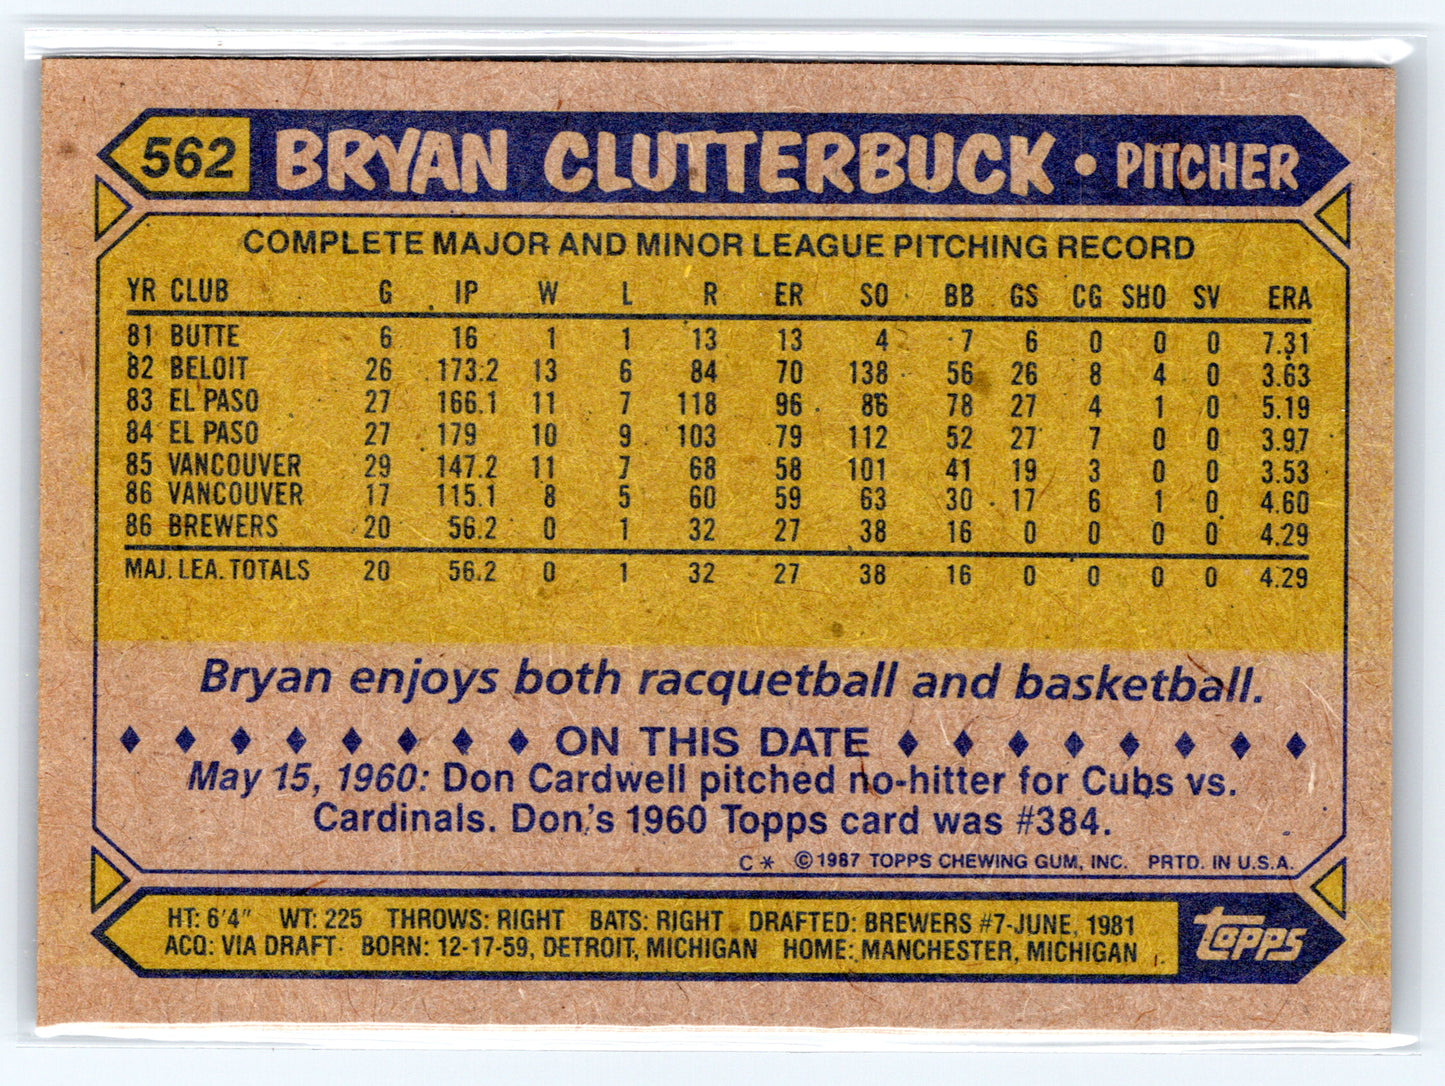 562 BRYAN CLUTTERBUCK • PITCHER
COMPLETE MAJOR AND MINOR LEAGUE PITCHING RECORD
YR CLUB G IP W L R ER SO BB GS CG SHO SV ERA
81 BUTTE 6 16 1 1 13 13 4 7 6 0 0 0 7.31
82 BELOIT 26 173.2 13 6 84 70 138 56 26 8 4 0 3.63
83 EL PASO 27 166.1 11 7 118 96 86 78 27 4 1 0 5.19
84 EL PASO 27 179 10 9 103 79 112 52 27 7 0 0 3.97
85 VANCOUVER 29 147.2 11 7 68 58 101 41 19 3 0 0 3.53
86 VANCOUVER 17 115.1 8 5 60 59 63 30 17 6 1 0 4.60
86 BREWERS 20 56.2 0 1 32 27 38 16 0 0 0 0 4.29
MAJ. LEA. TOTALS 20 56.2 0 1 32 27 38 16 0 0 0 0 4.29
Bryan enjoys both racquetball and basketball.
ON THIS DATE
May 15, 1960: Don Cardwell pitched no-hitter for Cubs vs.
Cardinals. Don's 1960 Topps card was #384.
C* © 1987 TOPPS CHEWING GUM, INC. PRTD. IN U.S.A.
HT: 6'4" WT: 225 THROWS: RIGHT BATS: RIGHT DRAFTED: BREWERS #7-JUNE, 1981
ACQ: VIA DRAFT BORN: 12-17-59, DETROIT, MICHIGAN HOME: MANCHESTER, MICHIGAN
topps